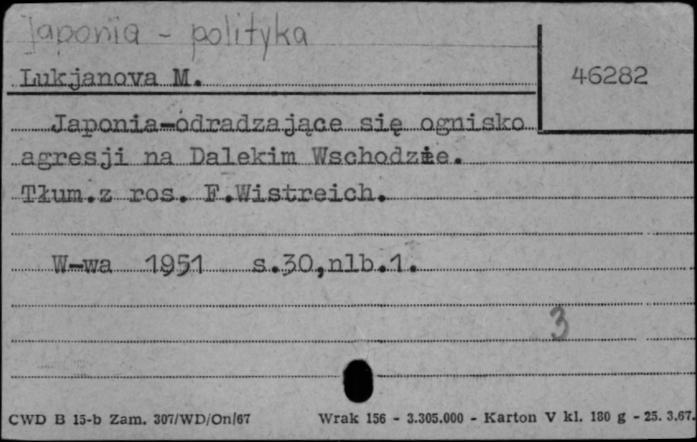 Japonia - polityka
Lukjanova M.
46282
Japonia-odradzające się ognisko
agresji na Dalekim Wschodzie.
Tłum.z ros. F.Wistreich.
W-wa 1951 s.30,nlb.1.
3
CWD B 15-b Zam. 307/WD/On/67 Wrak 156 - 3.305.000 - Karton V kl. 180 g - 25. 3.67.